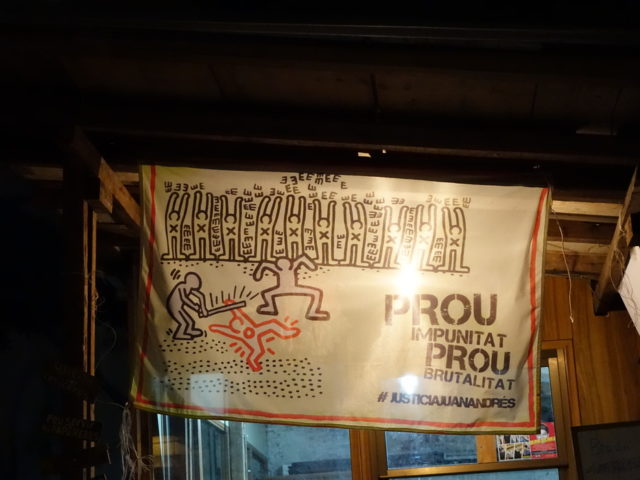 PROU
IMPUNITAT
PROU
BRUTALITAT
# JUSTICIAJUANANDRÉS